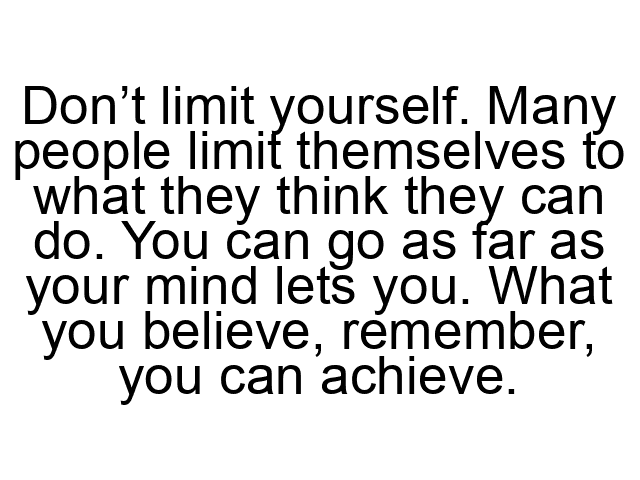 Don’t limit yourself. Many
people limit themselves to
what they think they can
do. You can go as far as
your mind lets you. What
you believe, remember,
you can achieve.